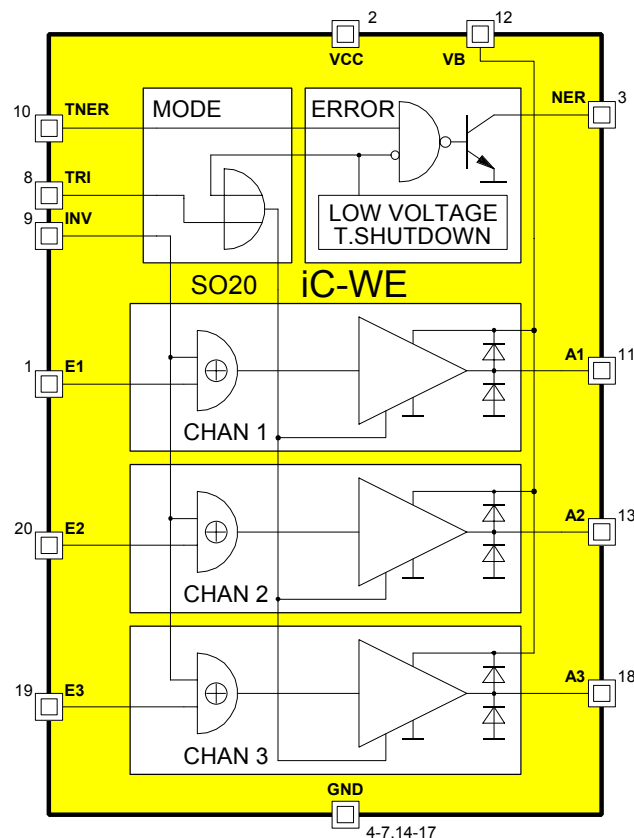 2
12
VCC
VB
10
TNER
MODE
ERROR
NER
3
8
TRI
9
INV
LOW VOLTAGE
T.SHUTDOWN
SO20
iC-WE
1
E1
A1
11
CHAN 1
20
E2
A2
13
CHAN 2
19
E3
A3
18
CHAN 3
GND
4-7,14-17